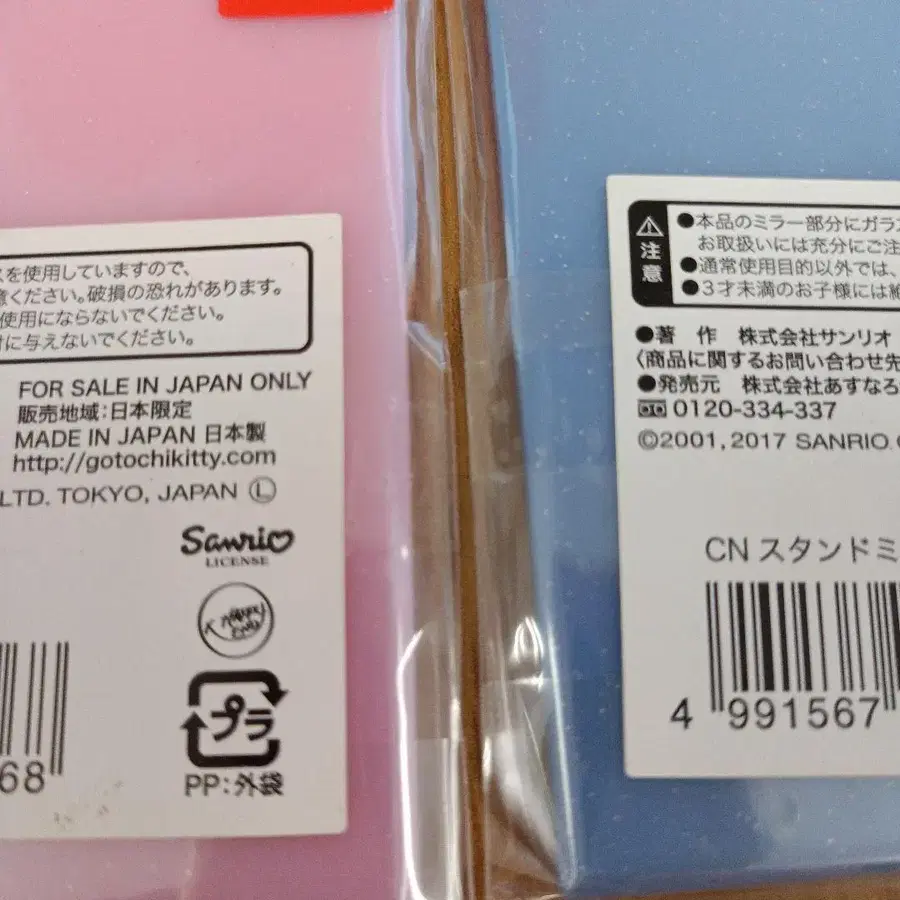 スを使用していますので、
意ください。破損の恐れがあります。
使用にならないでください。
対に与えないでください。
FOR SALE IN JAPAN ONLY
販売地域:日本限定
MADE IN JAPAN 日本製
http://gotochikitty.com
LTD. TOKYO, JAPAN Ⓛ
Sanrio
LICENSE
プラ
PP:外袋
68
注意
●本品のミラー部分にガラス
お取扱いには充分にご注
●通常使用目的以外では、
●3才未満のお子様には絶
●著 作 株式会社サンリオ
〈商品に関するお問い合わせ先
●発売元 株式会社あすなろ
0120-334-337
©2001, 2017 SANRIO. C
CN スタンドミ
4 991567